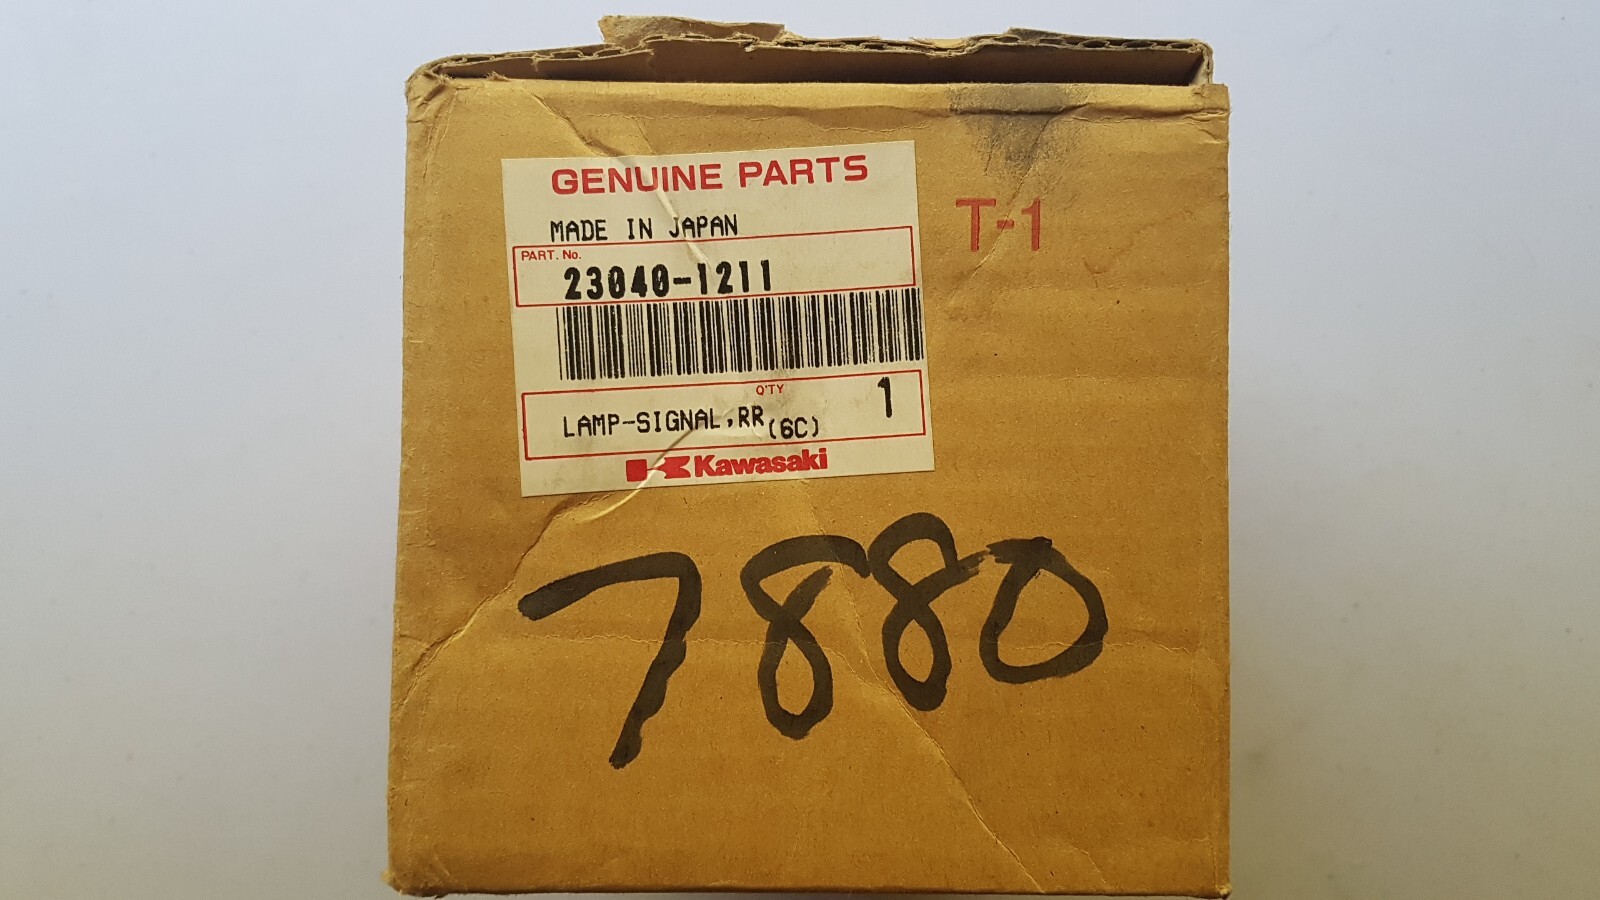 GENUINE PARTS
MADE IN JAPAN
T-1
PART. No.
23040-1211
Q'TY
LAMP-SIGNAL,RR(6C) 1
Kawasaki
7880